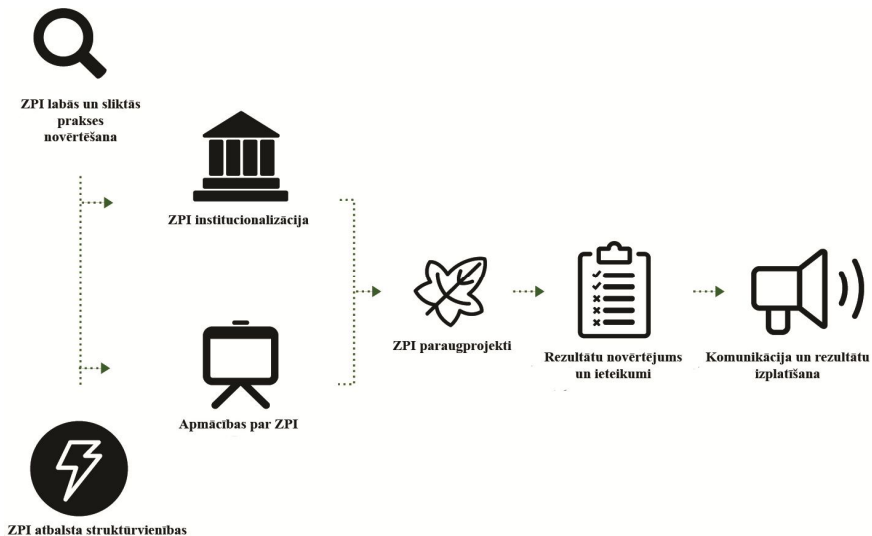 ZPI labās un sliktās
prakses
novērtēšana
ZPI institucionalizācija
Apmācības par ZPI
ZPI atbalsta struktūrvienības
ZPI paraugprojekti
Rezultātu novērtējums
un ieteikumi
Komunikācija un rezultātu
izplatīšana